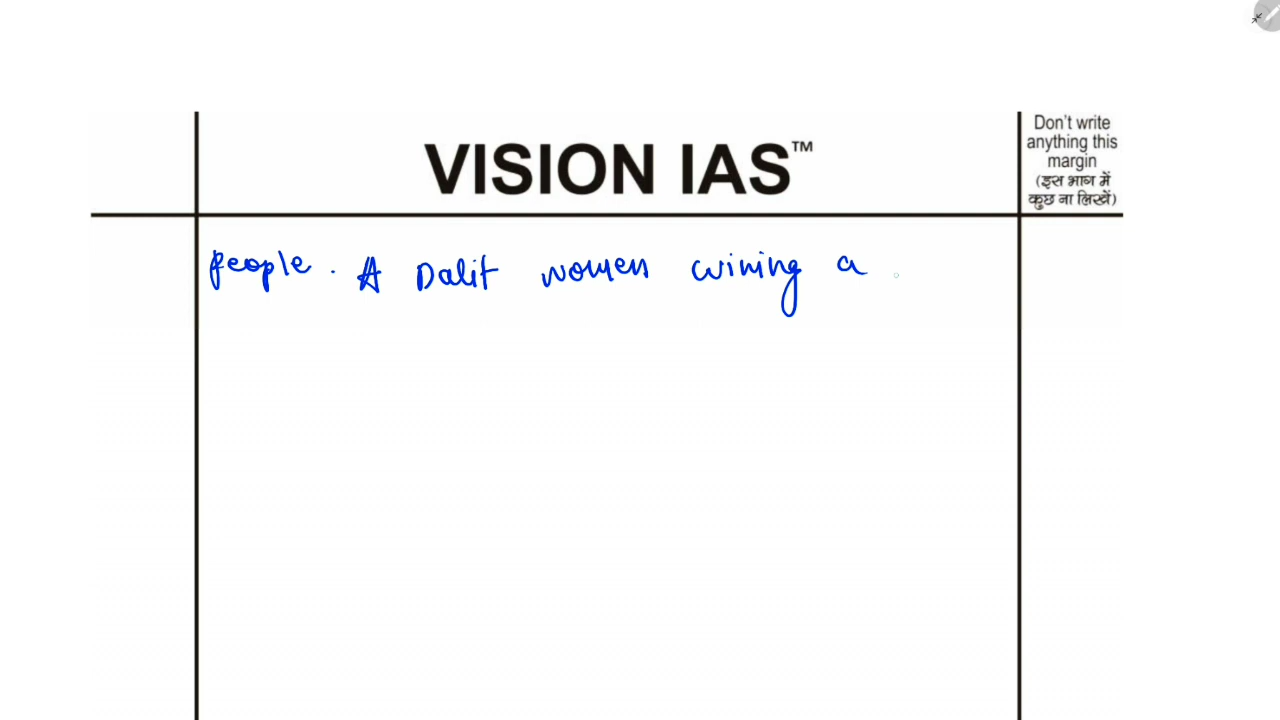 VISION IAS™
Don't write
anything this
margin
(इस भाग में
कुछ ना लिखें)
people. A Dalit women wining a